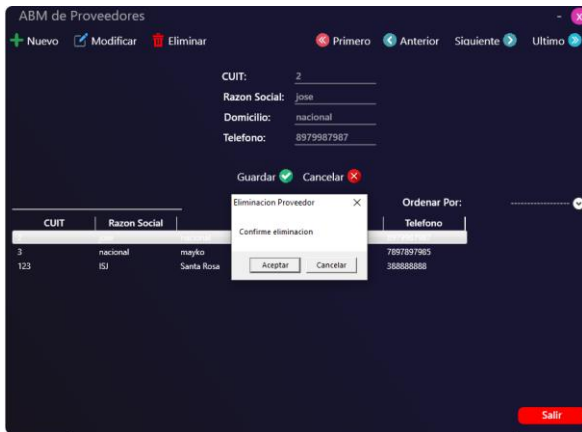 ABM de Proveedores
Nuevo Modificar Eliminar Primero Anterior Siguiente Ultimo
CUIT: 2
Razon Social: jose
Domicilio: nacional
Telefono: 8979987987
Guardar Cancelar
Eliminacion Proveedor
Confirme eliminacion
Aceptar Cancelar
Ordenar Por:
CUIT Razon Social Telefono
3 nacional mayko 7897897985
123 ISJ Santa Rosa 388888888
Salir